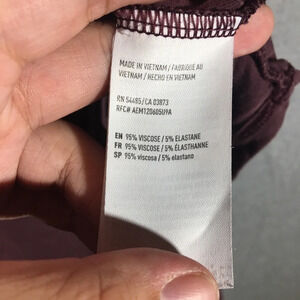 MADE IN VIETNAM / FABRIQUÉ AU
VIETNAM / HECHO EN VIETNAM
RN 54485/CA 03873
RFC# AEM120605U9A
EN 95% VISCOSE / 5% ELASTANE
FR 95% VISCOSE / 5% ÉLASTHANNE
SP 95% viscosa / 5% elastano